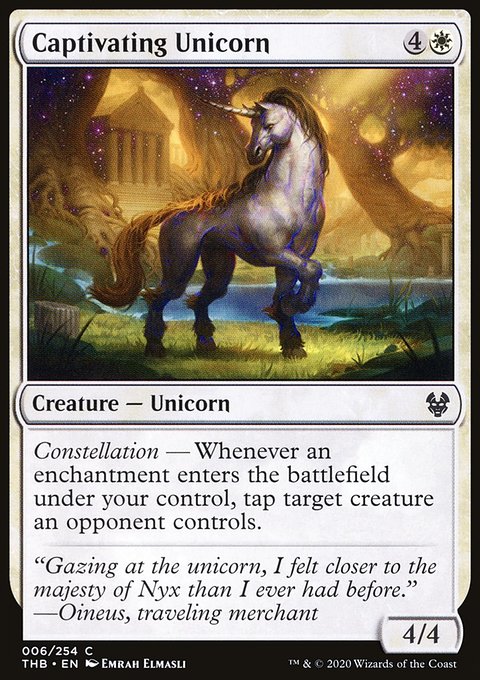 Captivating Unicorn 4
Creature — Unicorn
Constellation — Whenever an
enchantment enters the battlefield
under your control, tap target creature
an opponent controls.
“Gazing at the unicorn, I felt closer to the
majesty of Nyx than I ever had before.”
—Oineus, traveling merchant
4/4
006/254 C
THB • EN Emrah Elmasli
™ & © 2020 Wizards of the Coast